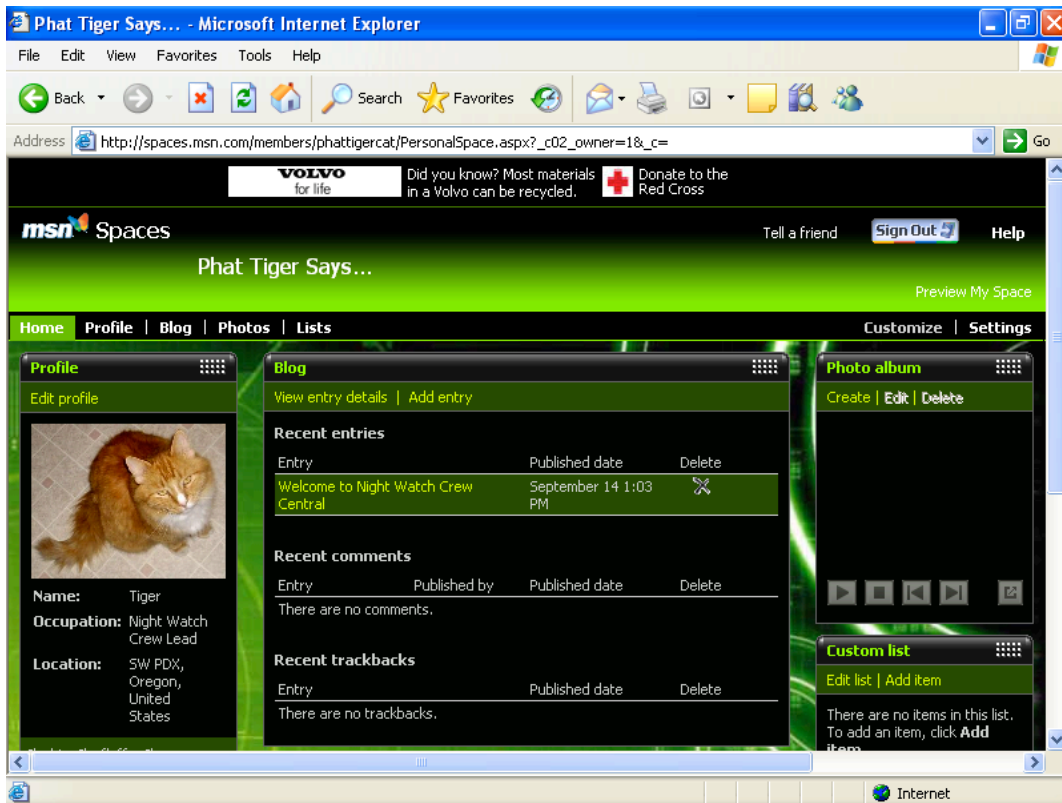 Phat Tiger Says... - Microsoft Internet Explorer
File Edit View Favorites Tools Help
Back Search Favorites
Address http://spaces.msn.com/members/phattigercat/PersonalSpace.aspx?_c02_owner=1&_c= Go
VOLVO
for life
Did you know? Most materials
in a Volvo can be recycled.
Donate to the
Red Cross
msn Spaces
Tell a friend Sign Out Help
Phat Tiger Says...
Preview My Space
Home Profile | Blog | Photos | Lists Customize | Settings
Profile
Edit profile
Name: Tiger
Occupation: Night Watch
Crew Lead
Location: SW PDX,
Oregon,
United
States
Blog
View entry details | Add entry
Recent entries
Entry Published date Delete
Welcome to Night Watch Crew
Central
September 14 1:03
PM
Recent comments
Entry Published by Published date Delete
There are no comments.
Recent trackbacks
Entry Published date Delete
There are no trackbacks.
Photo album
Create | Edit | Delete
Custom list
Edit list | Add item
There are no items in this list.
To add an item, click Add
item
Internet